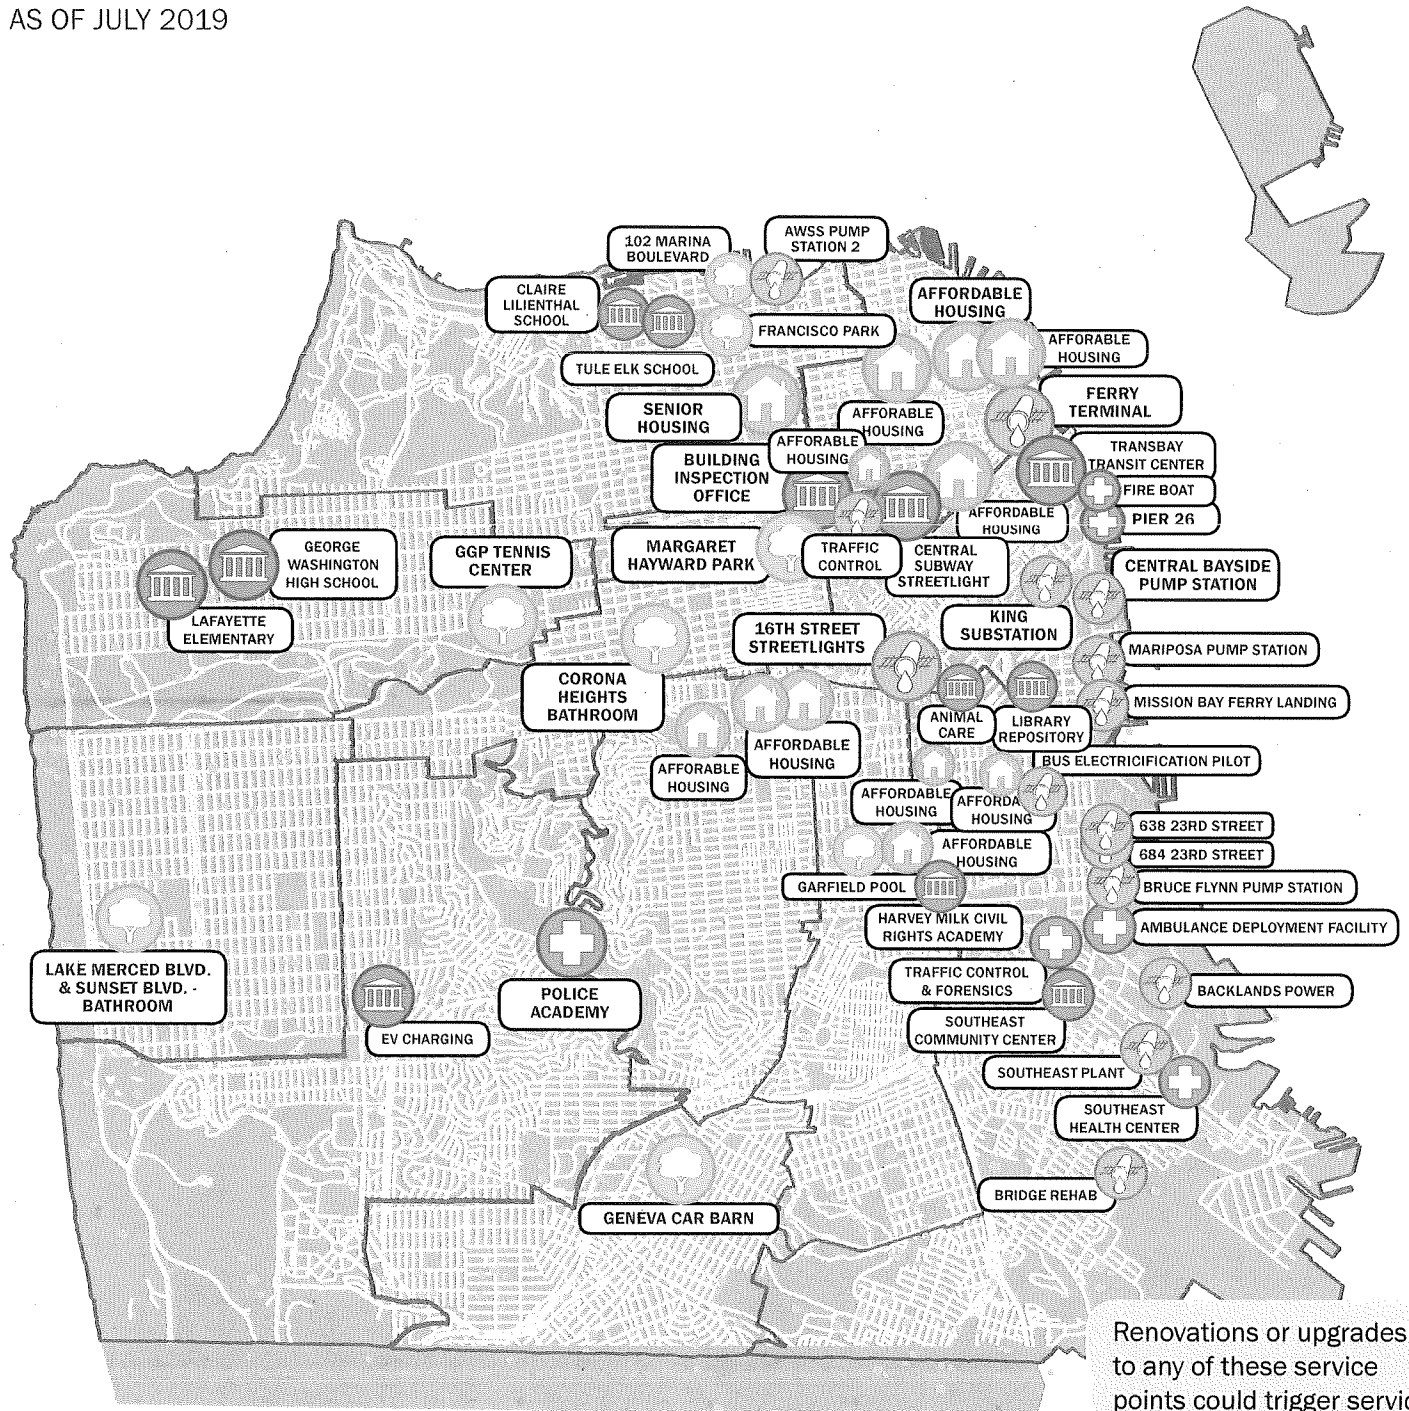 AS OF JULY 2019
102 MARINA
BOULEVARD
AWSS PUMP
STATION 2
CLAIRE
LILIENTHAL
SCHOOL
AFFORDABLE
HOUSING
FRANCISCO PARK
AFFORABLE
HOUSING
TULE ELK SCHOOL
SENIOR
HOUSING
FERRY
TERMINAL
AFFORABLE
HOUSING
AFFORABLE
HOUSING
TRANSBAY
TRANSIT CENTER
BUILDING
INSPECTION
OFFICE
FIRE BOAT
AFFORDABLE
HOUSING
PIER 26
GEORGE
WASHINGTON
HIGH SCHOOL
GGP TENNIS
CENTER
MARGARET
HAYWARD PARK
TRAFFIC
CONTROL
CENTRAL
SUBWAY
STREETLIGHT
CENTRAL BAYSIDE
PUMP STATION
LAFAYETTE
ELEMENTARY
16TH STREET
STREETLIGHTS
KING
SUBSTATION
MARIPOSA PUMP STATION
CORONA
HEIGHTS
BATHROOM
MISSION BAY FERRY LANDING
ANIMAL
CARE
LIBRARY
REPOSITORY
AFFORDABLE
HOUSING
AFFORABLE
HOUSING
BUS ELECTRICIFICATION PILOT
AFFORDABLE
HOUSING
AFFORDA
HOUSING
638 23RD STREET
AFFORDABLE
HOUSING
684 23RD STREET
GARFIELD POOL
BRUCE FLYNN PUMP STATION
HARVEY MILK CIVIL
RIGHTS ACADEMY
AMBULANCE DEPLOYMENT FACILITY
LAKE MERCED BLVD.
& SUNSET BLVD. -
BATHROOM
POLICE
ACADEMY
TRAFFIC CONTROL
& FORENSICS
BACKLANDS POWER
EV CHARGING
SOUTHEAST
COMMUNITY CENTER
SOUTHEAST PLANT
SOUTHEAST
HEALTH CENTER
BRIDGE REHAB
GENEVA CAR BARN
Renovations or upgrades
to any of these service
points could trigger servic